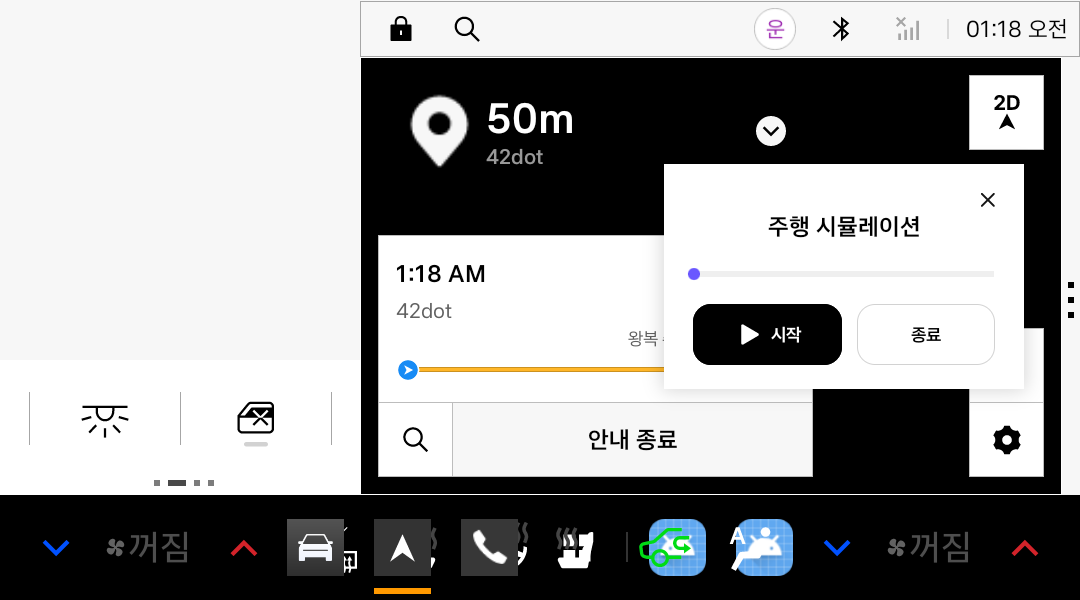 운
01:18 오전
50m
42dot
2D
주행 시뮬레이션
1:18 AM
42dot
왕복
시작
종료
안내 종료
꺼짐
A
꺼짐